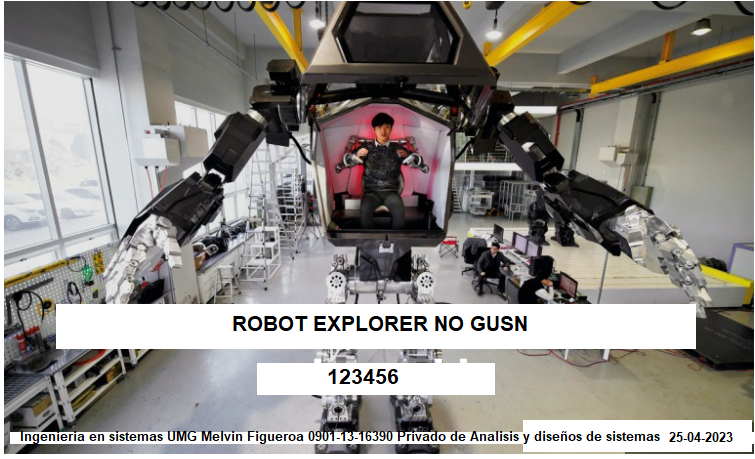 ROBOT EXPLORER NO GUSN
123456
Ingenieria en sistemas UMG Melvin Figueroa 0901-13-16390 Privado de Analisis y diseños de sistemas 25-04-2023